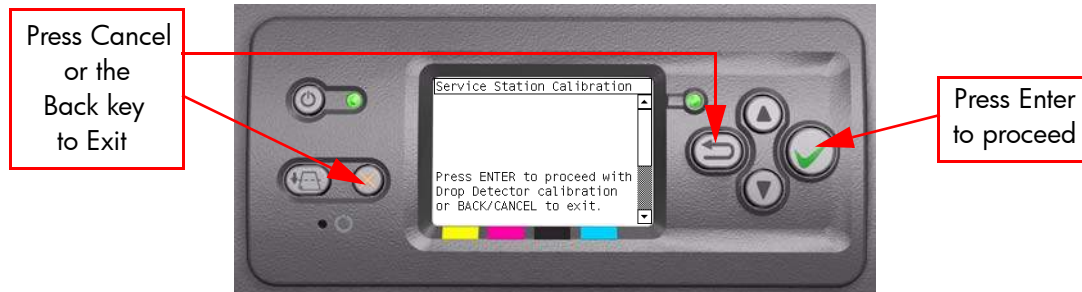 Press Cancel
or the
Back key
to Exit
Service Station Calibration
Press ENTER to proceed with
Drop Detector calibration
or BACK/CANCEL to exit.
Press Enter
to proceed